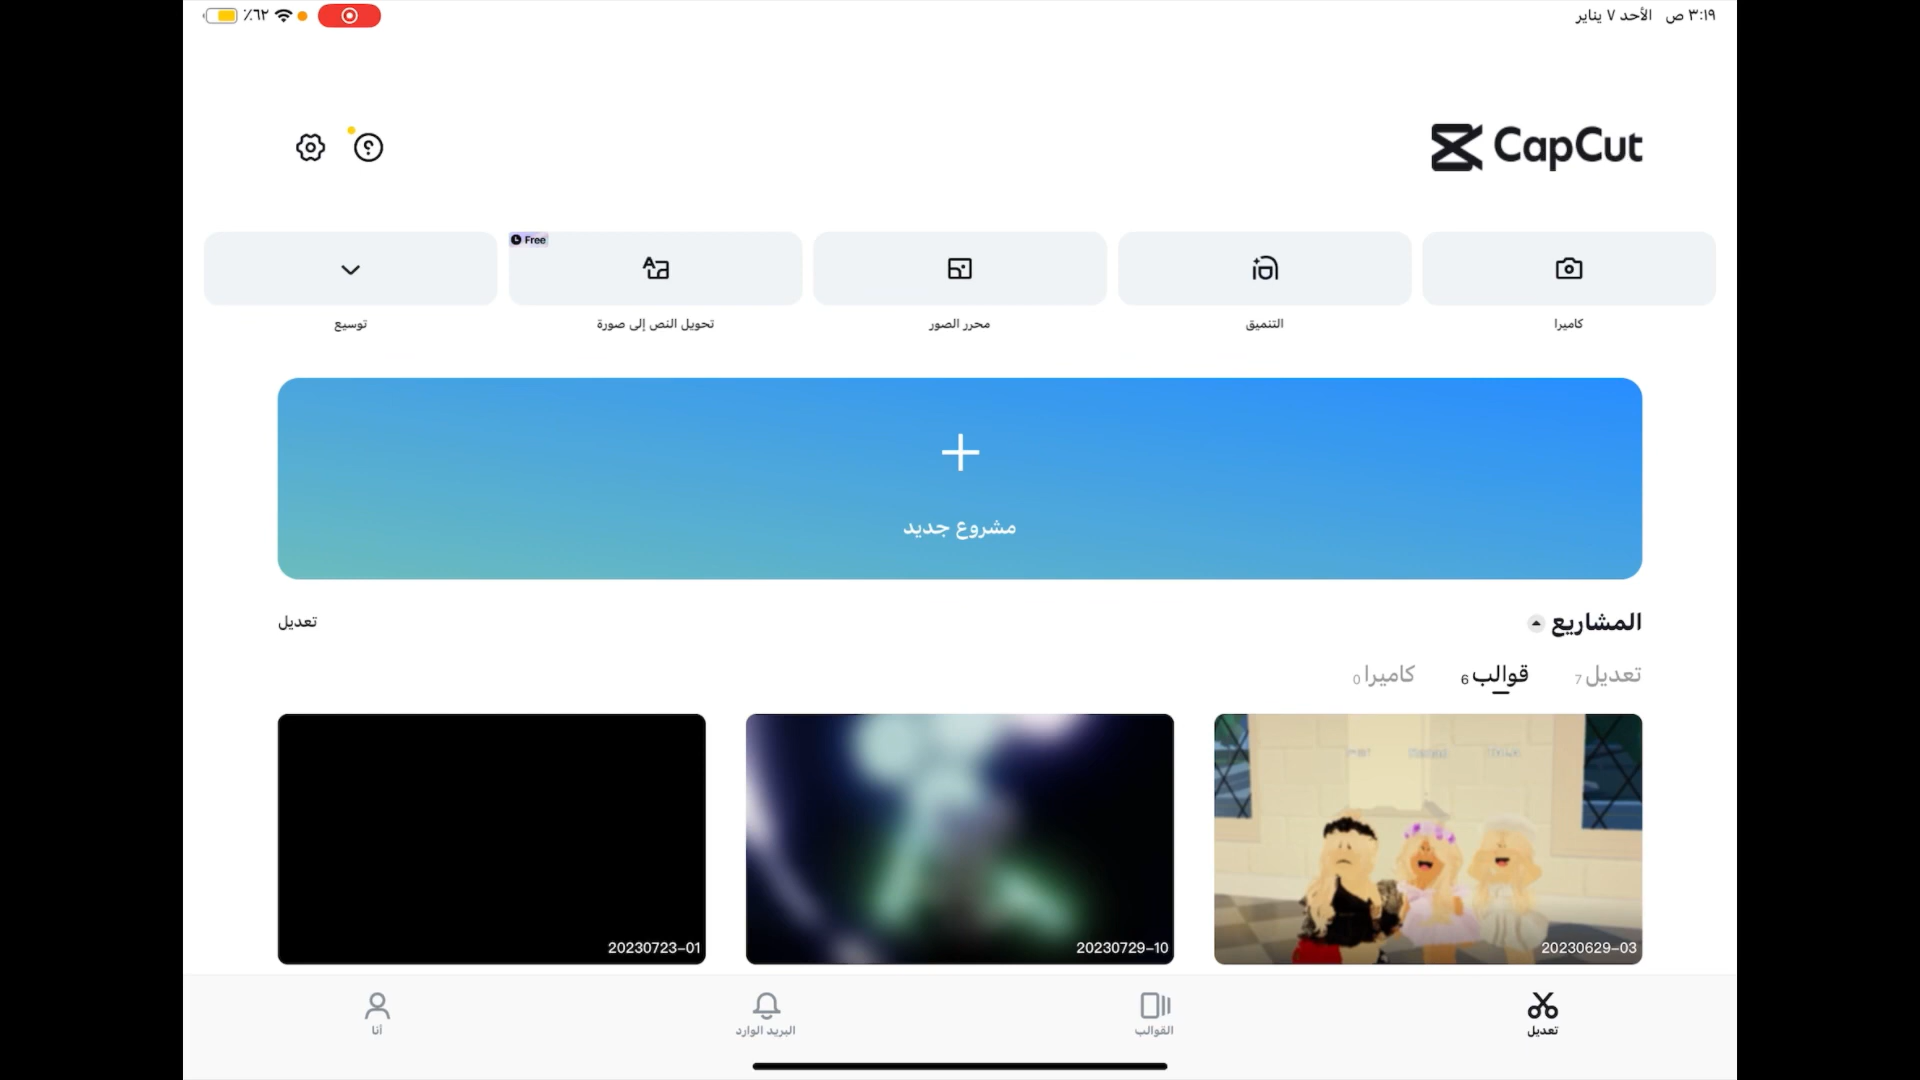 ٣:١٩ ص الأحد ٧ يناير
٪٦٢
CapCut
كاميرا
التنميق
محرر الصور
Free
تحويل النص إلى صورة
توسيع
مشروع جديد
المشاريع
تعديل
تعديل 7
قوالب 6
كاميرا 0
20230629-03
20230729-10
20230723-01
تعديل
القوالب
البريد الوارد
أنا